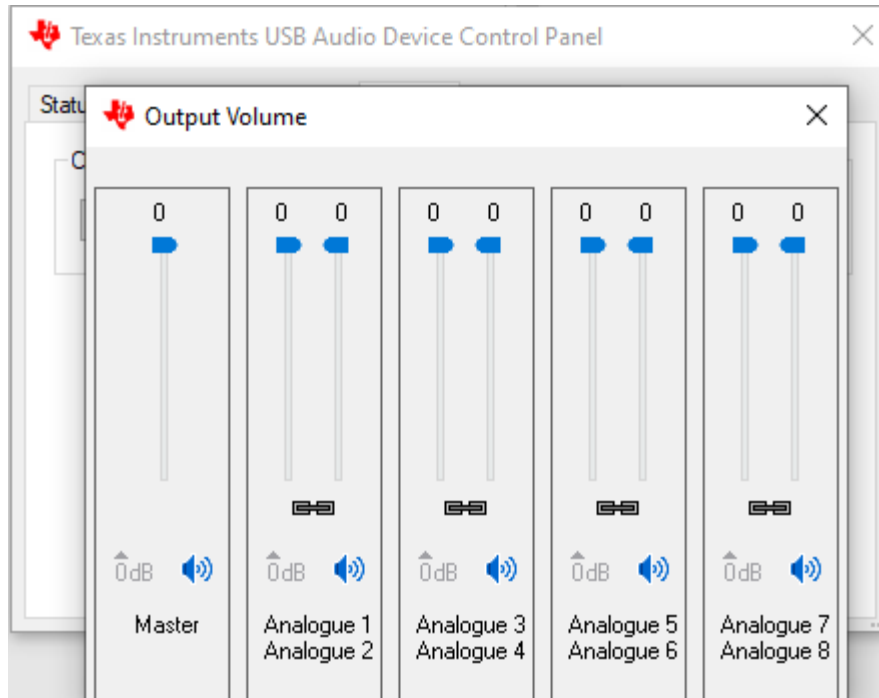 Texas Instruments USB Audio Device Control Panel
Output Volume
0 0 0 0 0 0 0 0 0
0dB 0dB 0dB 0dB 0dB
Master Analogue 1 Analogue 3 Analogue 5 Analogue 7
Analogue 2 Analogue 4 Analogue 6 Analogue 8